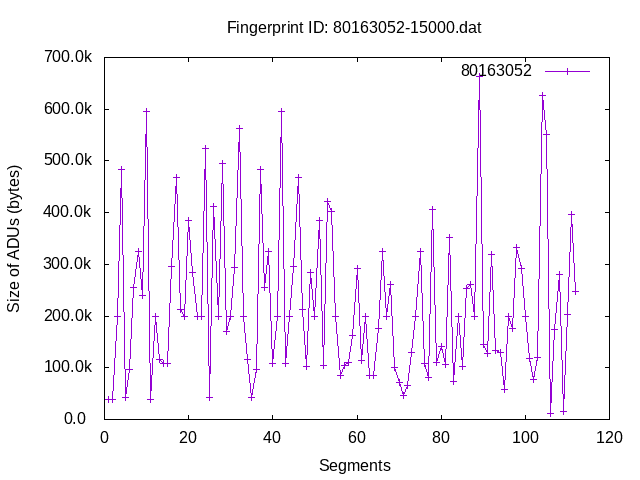 Fingerprint ID: 80163052-15000.dat
80163052
700.0k
600.0k
500.0k
400.0k
300.0k
200.0k
100.0k
0.0
Size of ADUs (bytes)
0 20 40 60 80 100 120
Segments